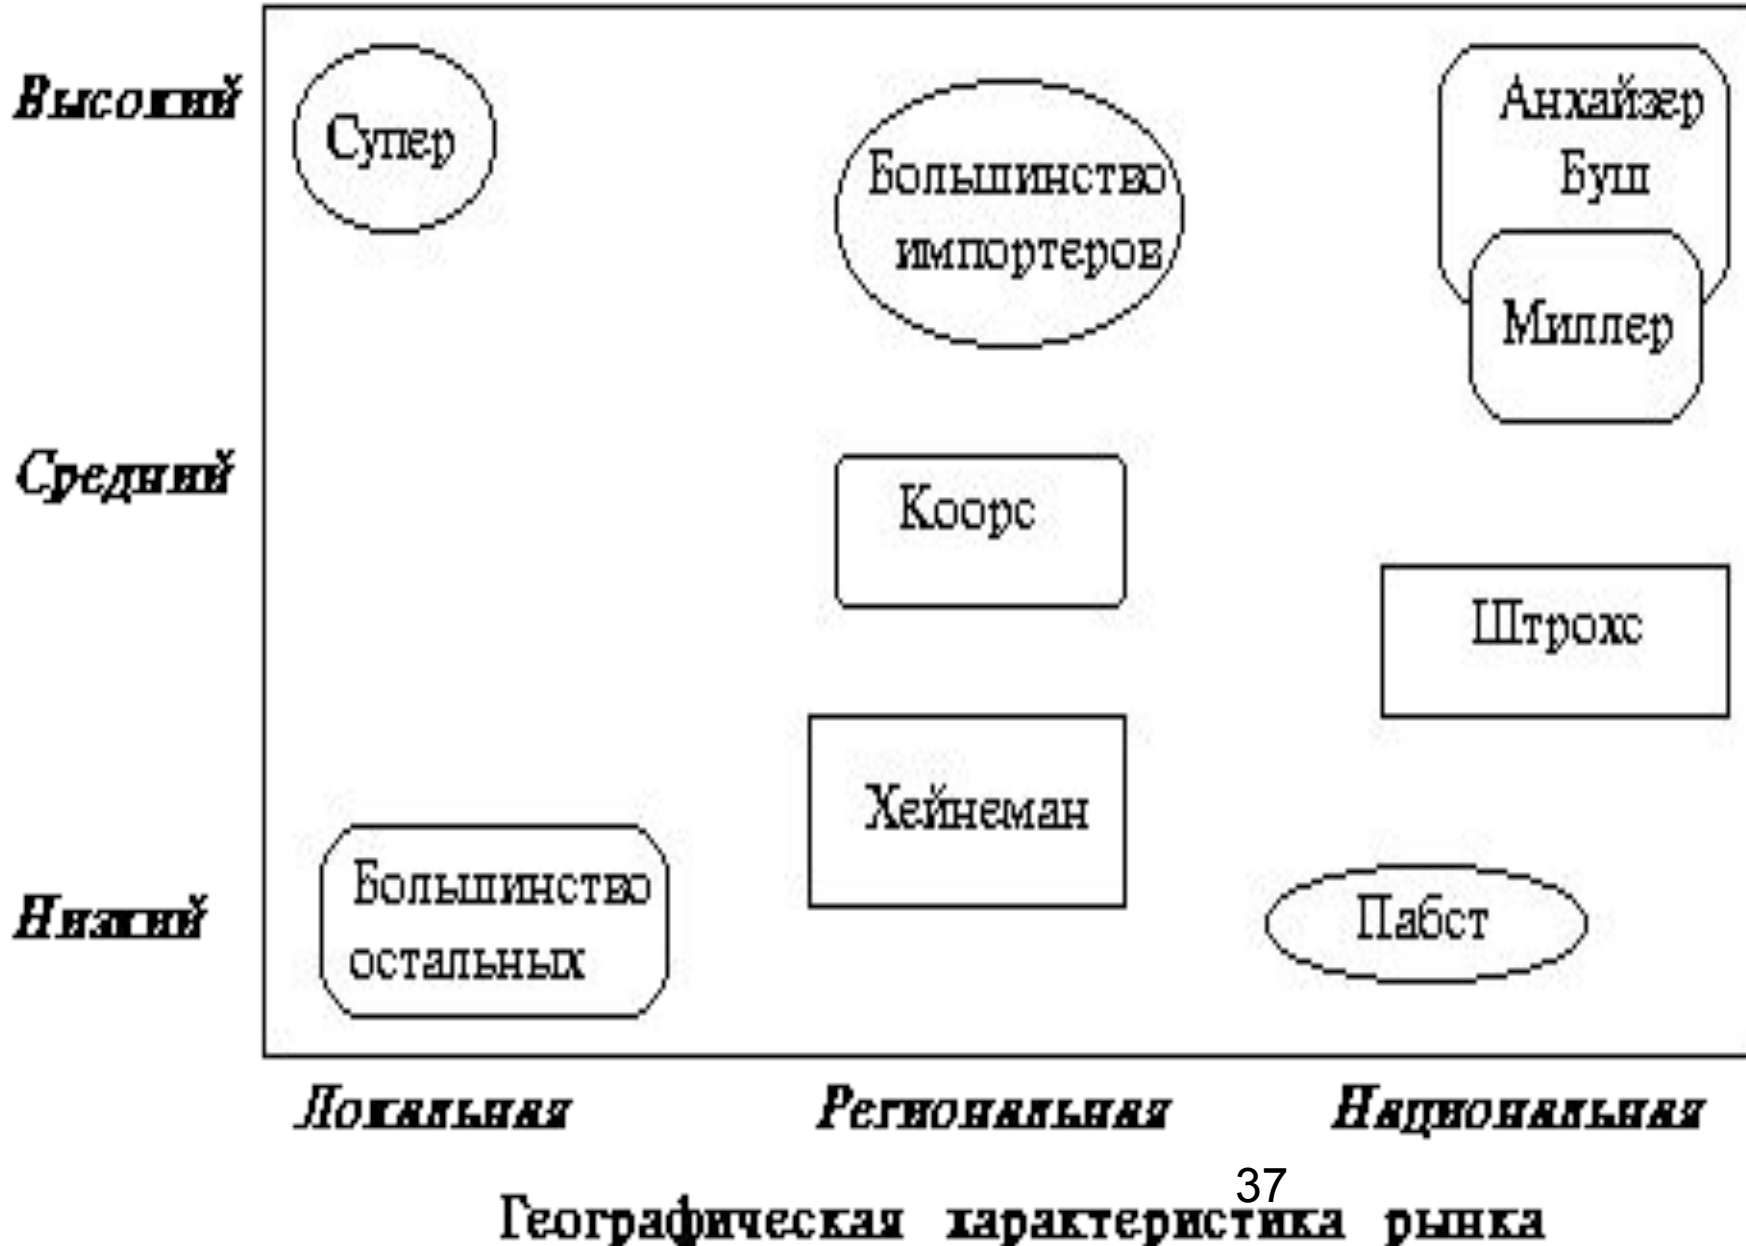 Высокий
Супер
Большинство
импортеров
Анхайзер
Буш
Миллер
Средний
Коорс
Штрохс
Хейнеман
Низкий
Большинство
остальных
Пабст
Локальная
Региональная
Национальная
37
Географическая характеристика рынка